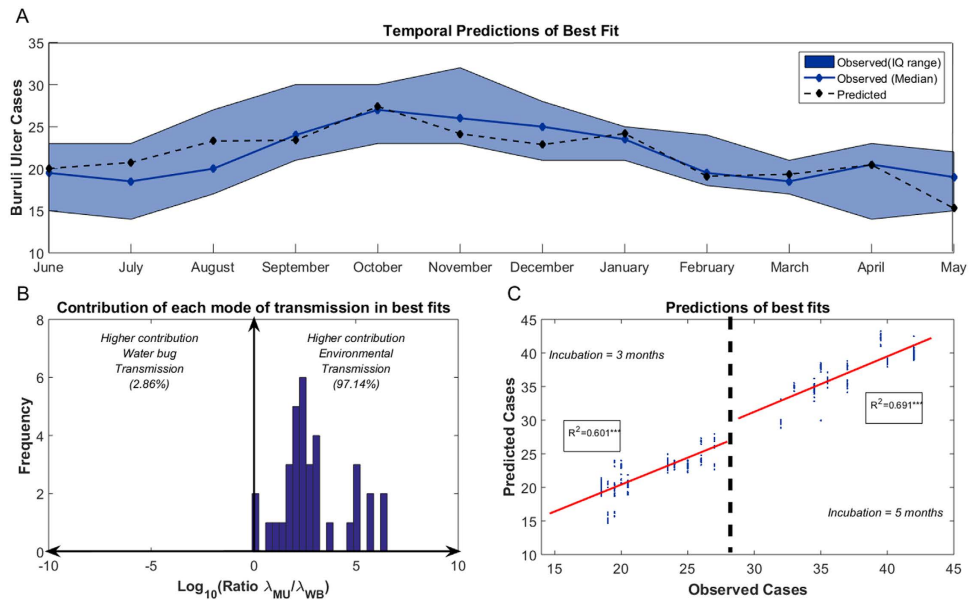 A
Temporal Predictions of Best Fit
Buruli Ulcer Cases
35
30
25
20
15
10
Observed(IQ range)
Observed (Median)
Predicted
June July August September October November December January February March April May
B
Contribution of each mode of transmission in best fits
Frequency
8
6
4
2
0
Higher contribution
Water bug
Transmission
(2.86%)
Higher contribution
Environmental
Transmission
(97.14%)
-10 -5 0 5 10
Log₁₀(Ratio λ_MU/λ_WB)
C
Predictions of best fits
Predicted Cases
45
40
35
30
25
20
15
10
Incubation = 3 months
R²=0.601***
R²=0.691***
Incubation = 5 months
15 20 25 30 35 40 45
Observed Cases